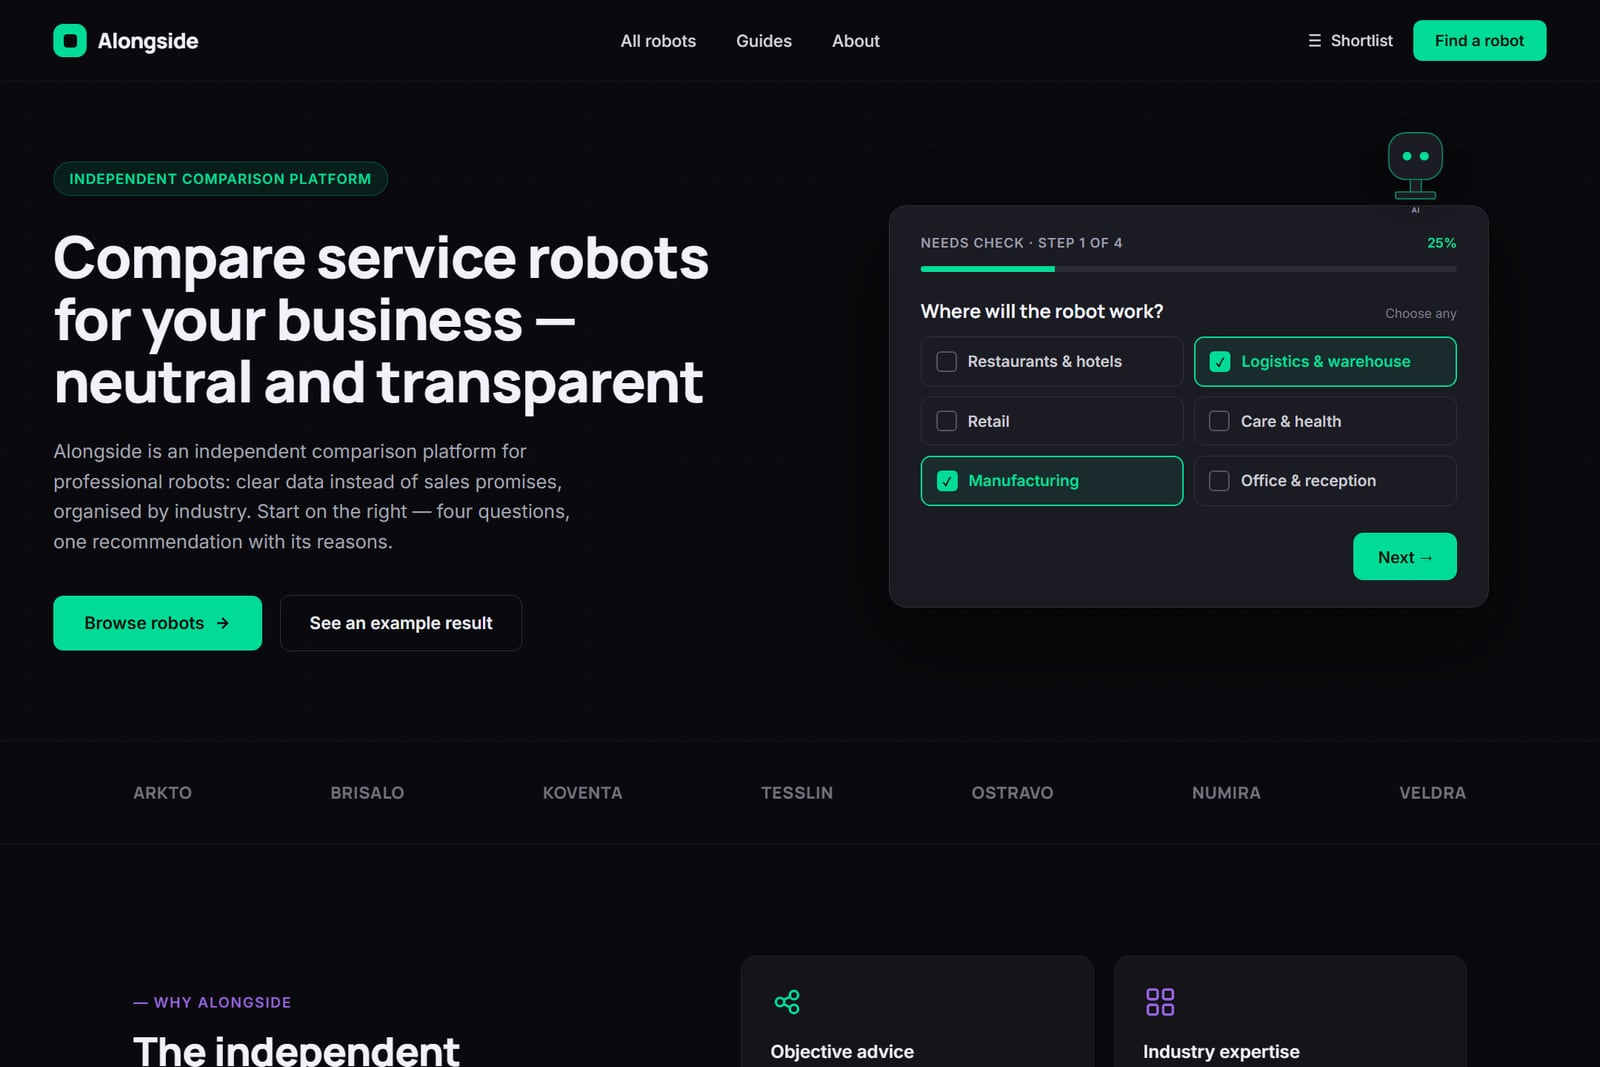 Alongside
All robots
Guides
About
☰ Shortlist
Find a robot
INDEPENDENT COMPARISON PLATFORM
Compare service robots
for your business —
neutral and transparent
Alongside is an independent comparison platform for
professional robots: clear data instead of sales promises,
organised by industry. Start on the right — four questions,
one recommendation with its reasons.
Browse robots →
See an example result
AI
NEEDS CHECK · STEP 1 OF 4
25%
Where will the robot work?
Choose any
Restaurants & hotels
Logistics & warehouse
Retail
Care & health
Manufacturing
Office & reception
Next →
ARKTO
BRISALO
KOVENTA
TESSLIN
OSTRAVO
NUMIRA
VELDRA
— WHY ALONGSIDE
The independent
Objective advice
Industry expertise